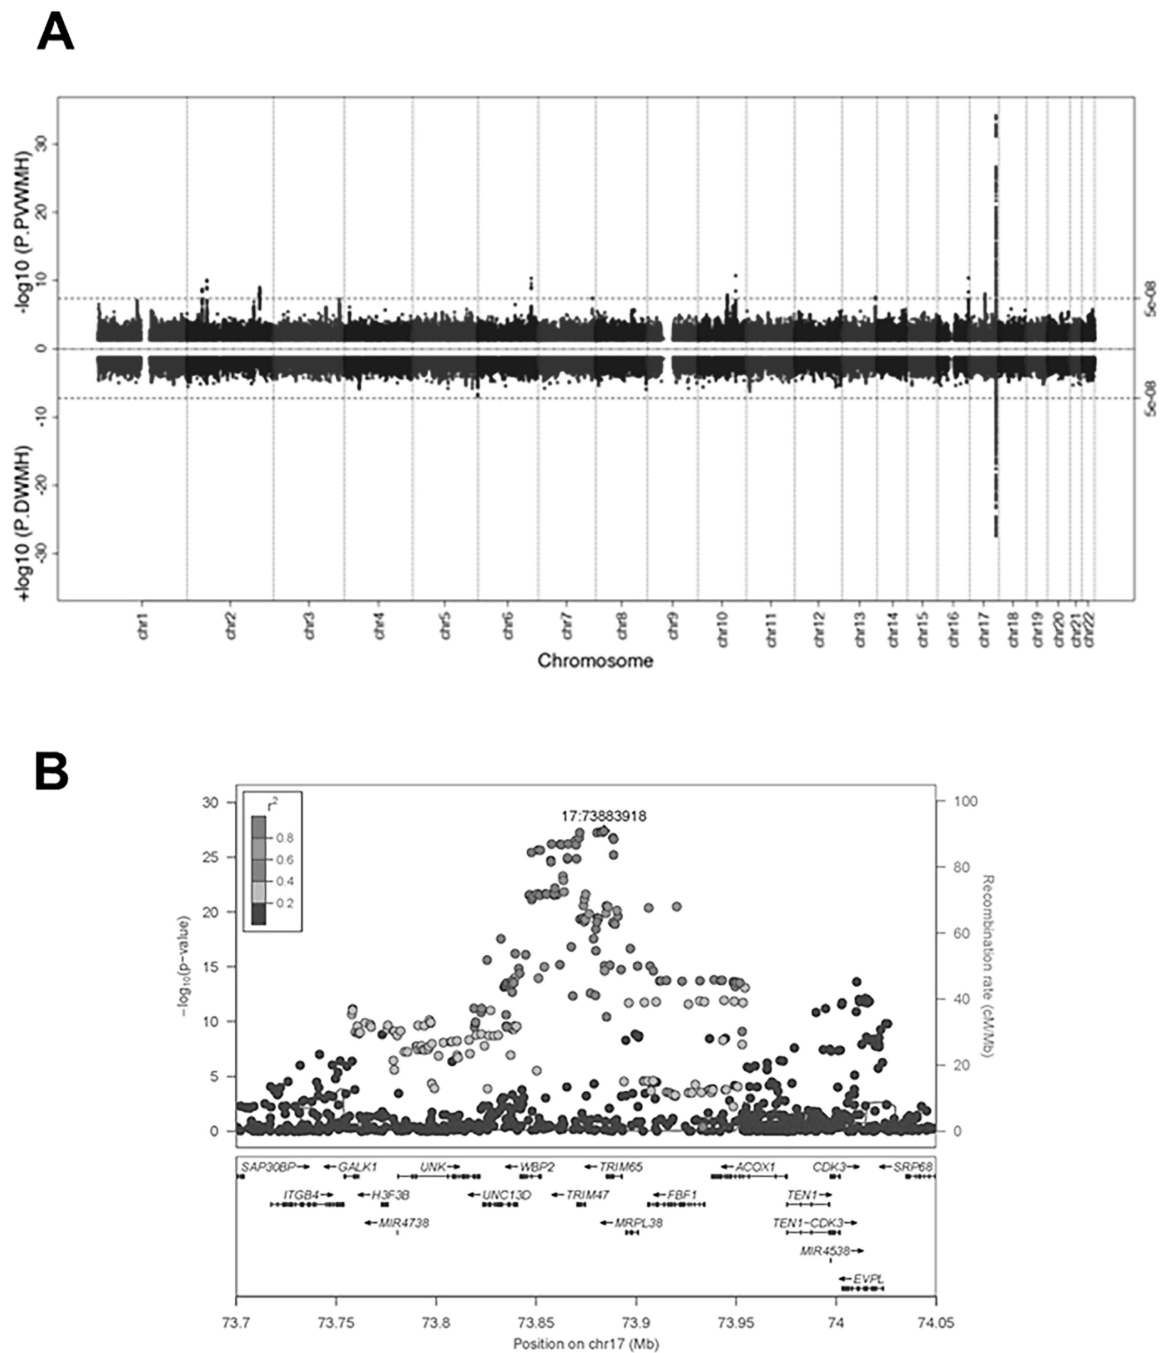 A
-log10 (P.PVWMH)
+log10 (P.DWMH)
30
20
10
0
-10
-20
-30
5e-08
5e-08
chr1 chr2 chr3 chr4 chr5 chr6 chr7 chr8 chr9 chr10 chr11 chr12 chr13 chr14 chr15 chr16 chr17 chr18 chr19 chr20 chr21 chr22
Chromosome
B
17:73883918
r2
0.8
0.6
0.4
0.2
−log10(p−value)
30
25
20
15
10
5
0
100
80
60
40
20
0
Recombination rate (cM/Mb)
SAP30BP→ ←GALK1 UNK→ ←WBP2 ←TRIM65 ←ACOX1 CDK3→ ←SRP68
ITGB4→ ←H3F3B ←UNC13D ←TRIM47 ←FBF1 TEN1→
←MIR4738 ←MRPL38 TEN1−CDK3→
MIR4538→
←EVPL
73.7 73.75 73.8 73.85 73.9 73.95 74 74.05
Position on chr17 (Mb)